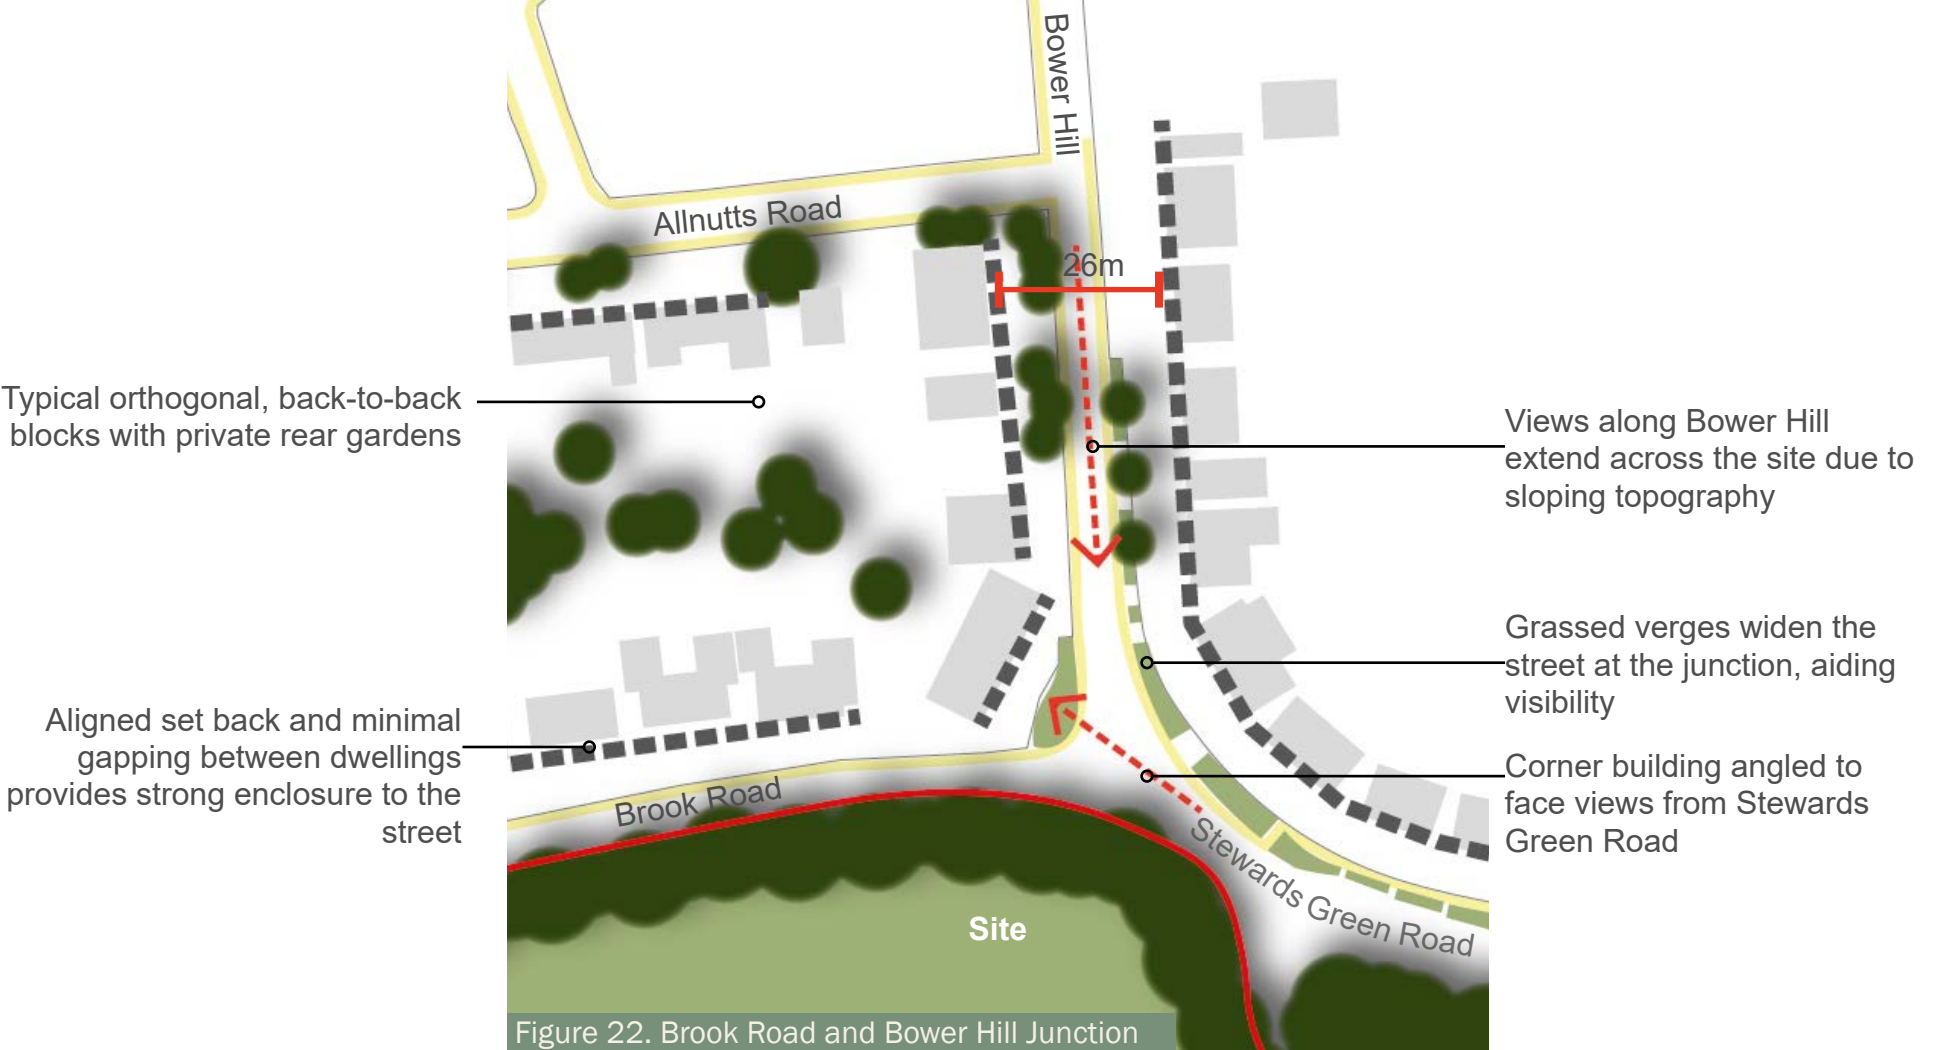 Bower Hill
Allnutts Road
26m
Typical orthogonal, back-to-back
blocks with private rear gardens
Views along Bower Hill
extend across the site due to
sloping topography
Grassed verges widen the
street at the junction, aiding
visibility
Aligned set back and minimal
gapping between dwellings
provides strong enclosure to the
street
Corner building angled to
face views from Stewards
Green Road
Brook Road
Stewards Green Road
Site
Figure 22. Brook Road and Bower Hill Junction